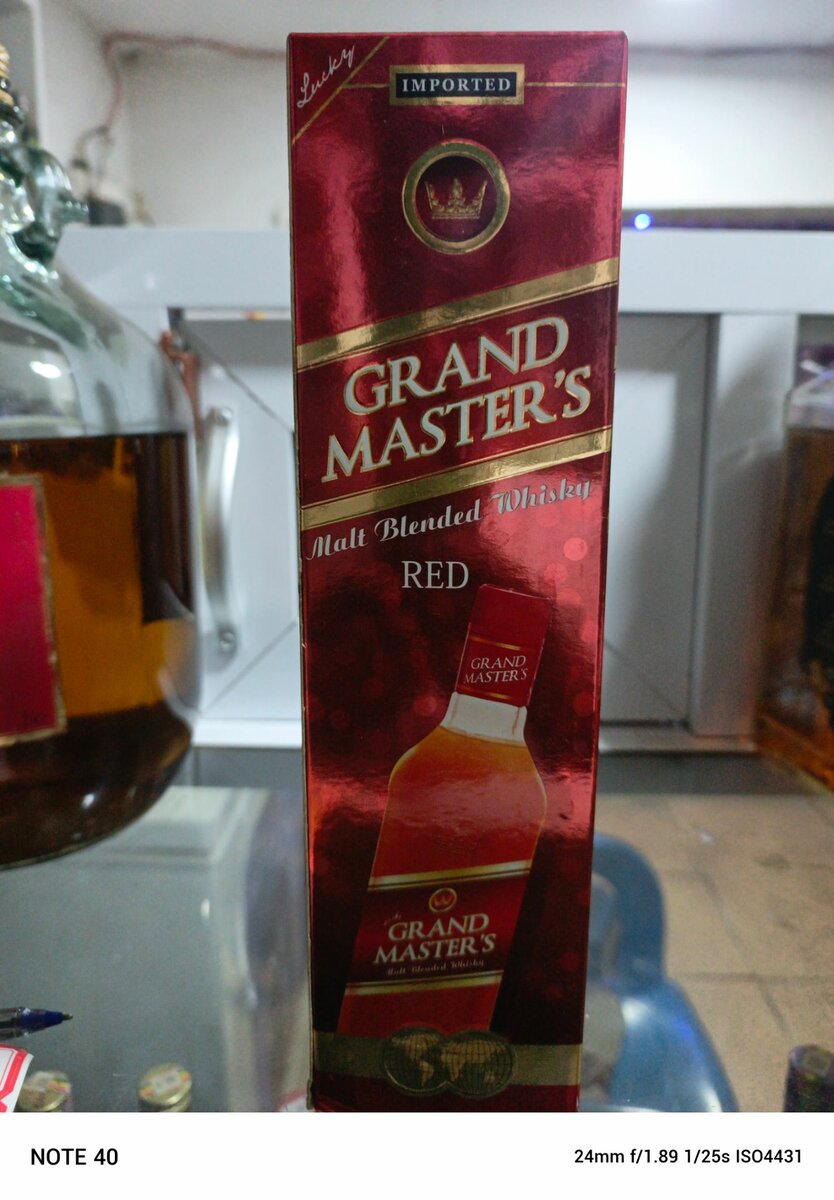 Lucky
IMPORTED
GRAND
MASTER'S
Malt Blended Whisky
RED
GRAND
MASTER'S
GRAND
MASTER'S
Malt Blended Whisky
NOTE 40
24mm f/1.89 1/25s ISO4431